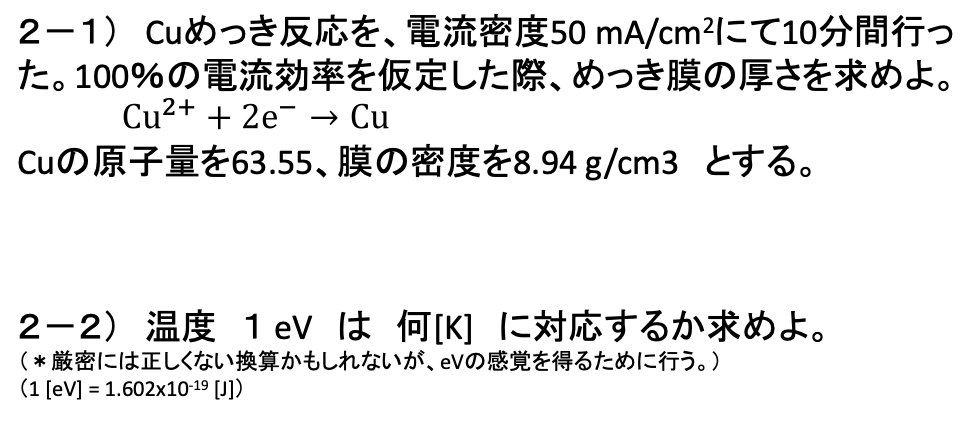 2－1） Cuめっき反応を、電流密度50 mA/cm²にて10分間行っ
た。100%の電流効率を仮定した際、めっき膜の厚さを求めよ。
Cu²⁺ + 2e⁻ → Cu
Cuの原子量を63.55、膜の密度を8.94 g/cm3 とする。
2－2） 温度 1 eV は 何[K] に対応するか求めよ。
（＊厳密には正しくない換算かもしれないが、eVの感覚を得るために行う。）
（1 [eV] = 1.602x10⁻¹⁹ [J]）